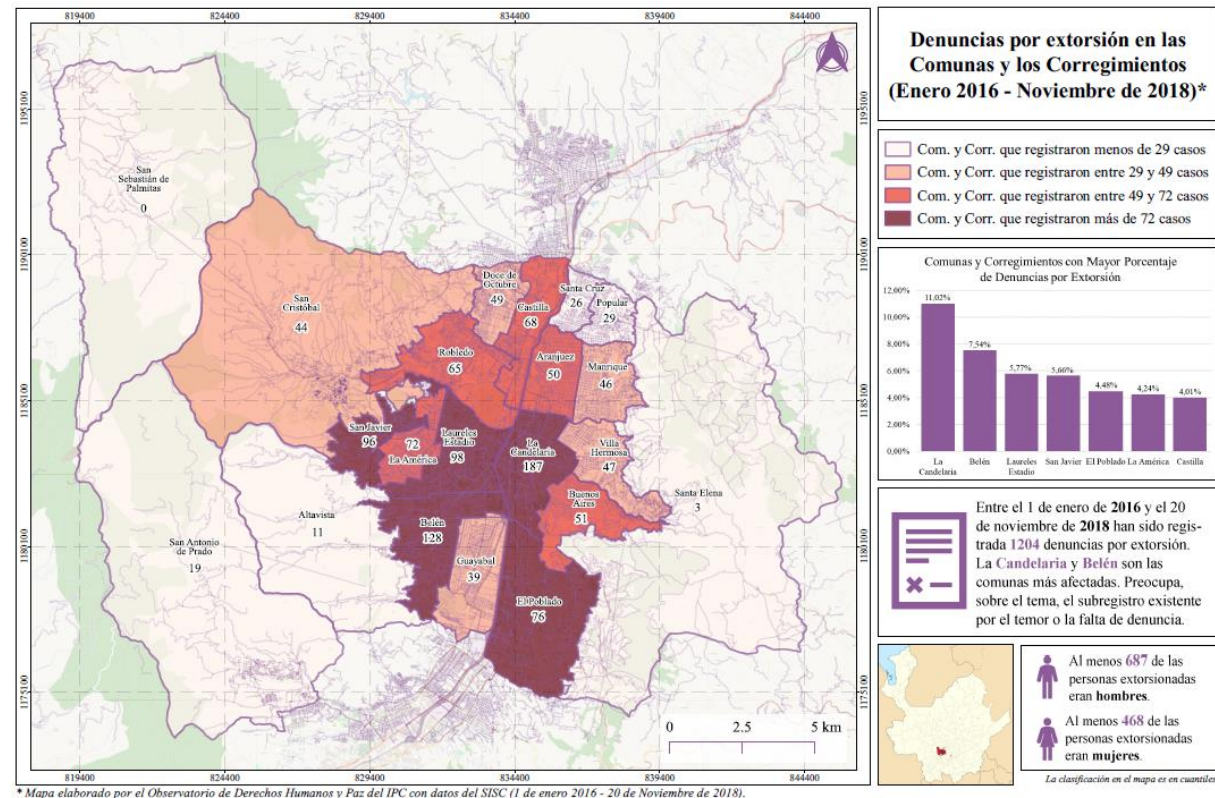 819400 824400 829400 834400 839400 844400
1195100
1190100
1185100
1180100
1175100
1195100
1190100
1185100
1180100
1175100
San
Sebastián de
Palmitas
0
San
Cristóbal
44
Doce de
Octubre
49
Castilla
68
Santa Cruz
26
Popular
29
Robledo
65
Aranjuez
50
Manrique
46
San Javier
96
72
La América
Laureles
Estadio
98
La
Candelaria
187
Villa
Hermosa
47
Buenos
Aires
51
Santa Elena
3
Altavista
11
San Antonio
de Prado
19
Belén
128
Guayabal
39
El Poblado
76
0 2.5 5 km
819400 824400 829400 834400 839400 844400
* Mapa elaborado por el Observatorio de Derechos Humanos y Paz del IPC con datos del SISC (1 de enero 2016 - 20 de Noviembre de 2018).
Denuncias por extorsión en las
Comunas y los Corregimientos
(Enero 2016 - Noviembre de 2018)*
Com. y Corr. que registraron menos de 29 casos
Com. y Corr. que registraron entre 29 y 49 casos
Com. y Corr. que registraron entre 49 y 72 casos
Com. y Corr. que registraron más de 72 casos
Comunas y Corregimientos con Mayor Porcentaje
de Denuncias por Extorsión
12,00%
10,00%
8,00%
6,00%
4,00%
2,00%
0,00%
11,02%
7,54%
5,77%
5,66%
4,48%
4,24%
4,01%
La
Candelaria
Belén
Laureles
Estadio
San Javier
El Poblado
La América
Castilla
Entre el 1 de enero de 2016 y el 20
de noviembre de 2018 han sido regis-
trada 1204 denuncias por extorsión.
La Candelaria y Belén son las
comunas más afectadas. Preocupa,
sobre el tema, el subregistro existente
por el temor o la falta de denuncia.
Al menos 687 de las
personas extorsionadas
eran hombres.
Al menos 468 de las
personas extorsionadas
eran mujeres.
La clasificación en el mapa es en cuantiles